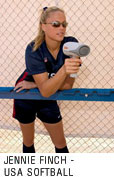 JENNIE FINCH -
USA SOFTBALL